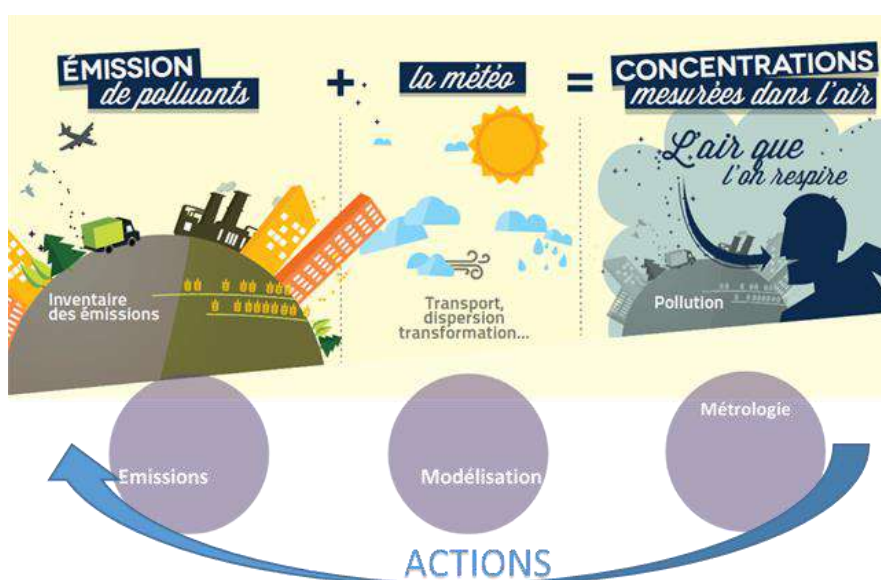 ÉMISSION
de polluants
+
la météo
=
CONCENTRATIONS
mesurées dans l'air
L'air que
l'on respire
Inventaire
des émissions
Transport,
dispersion
transformation...
Pollution
Emissions
Modélisation
Métrologie
ACTIONS